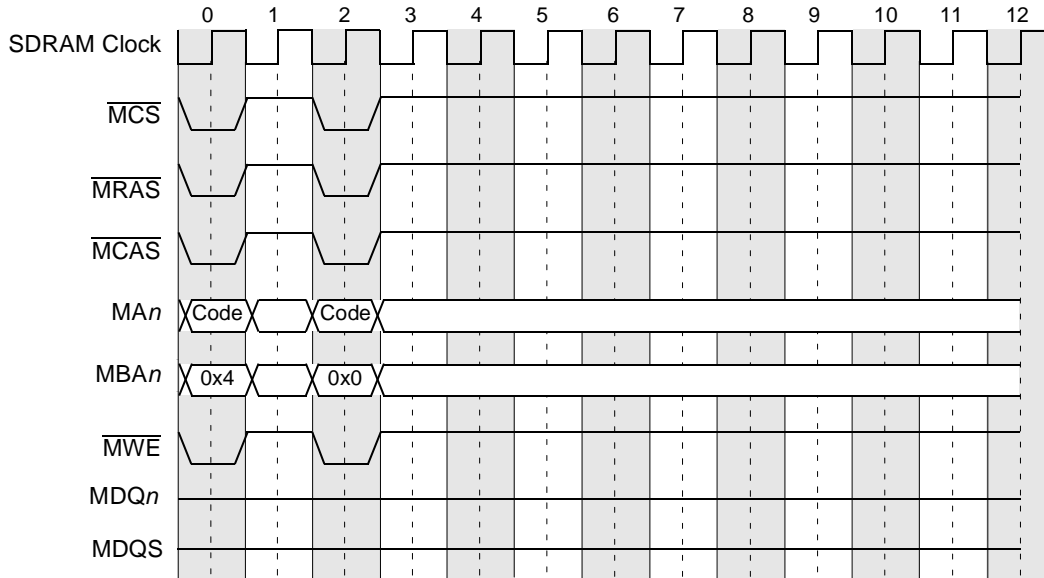 0 1 2 3 4 5 6 7 8 9 10 11 12
SDRAM Clock
MCS
MRAS
MCAS
MAn Code Code
MBAn 0x4 0x0
MWE
MDQn
MDQS